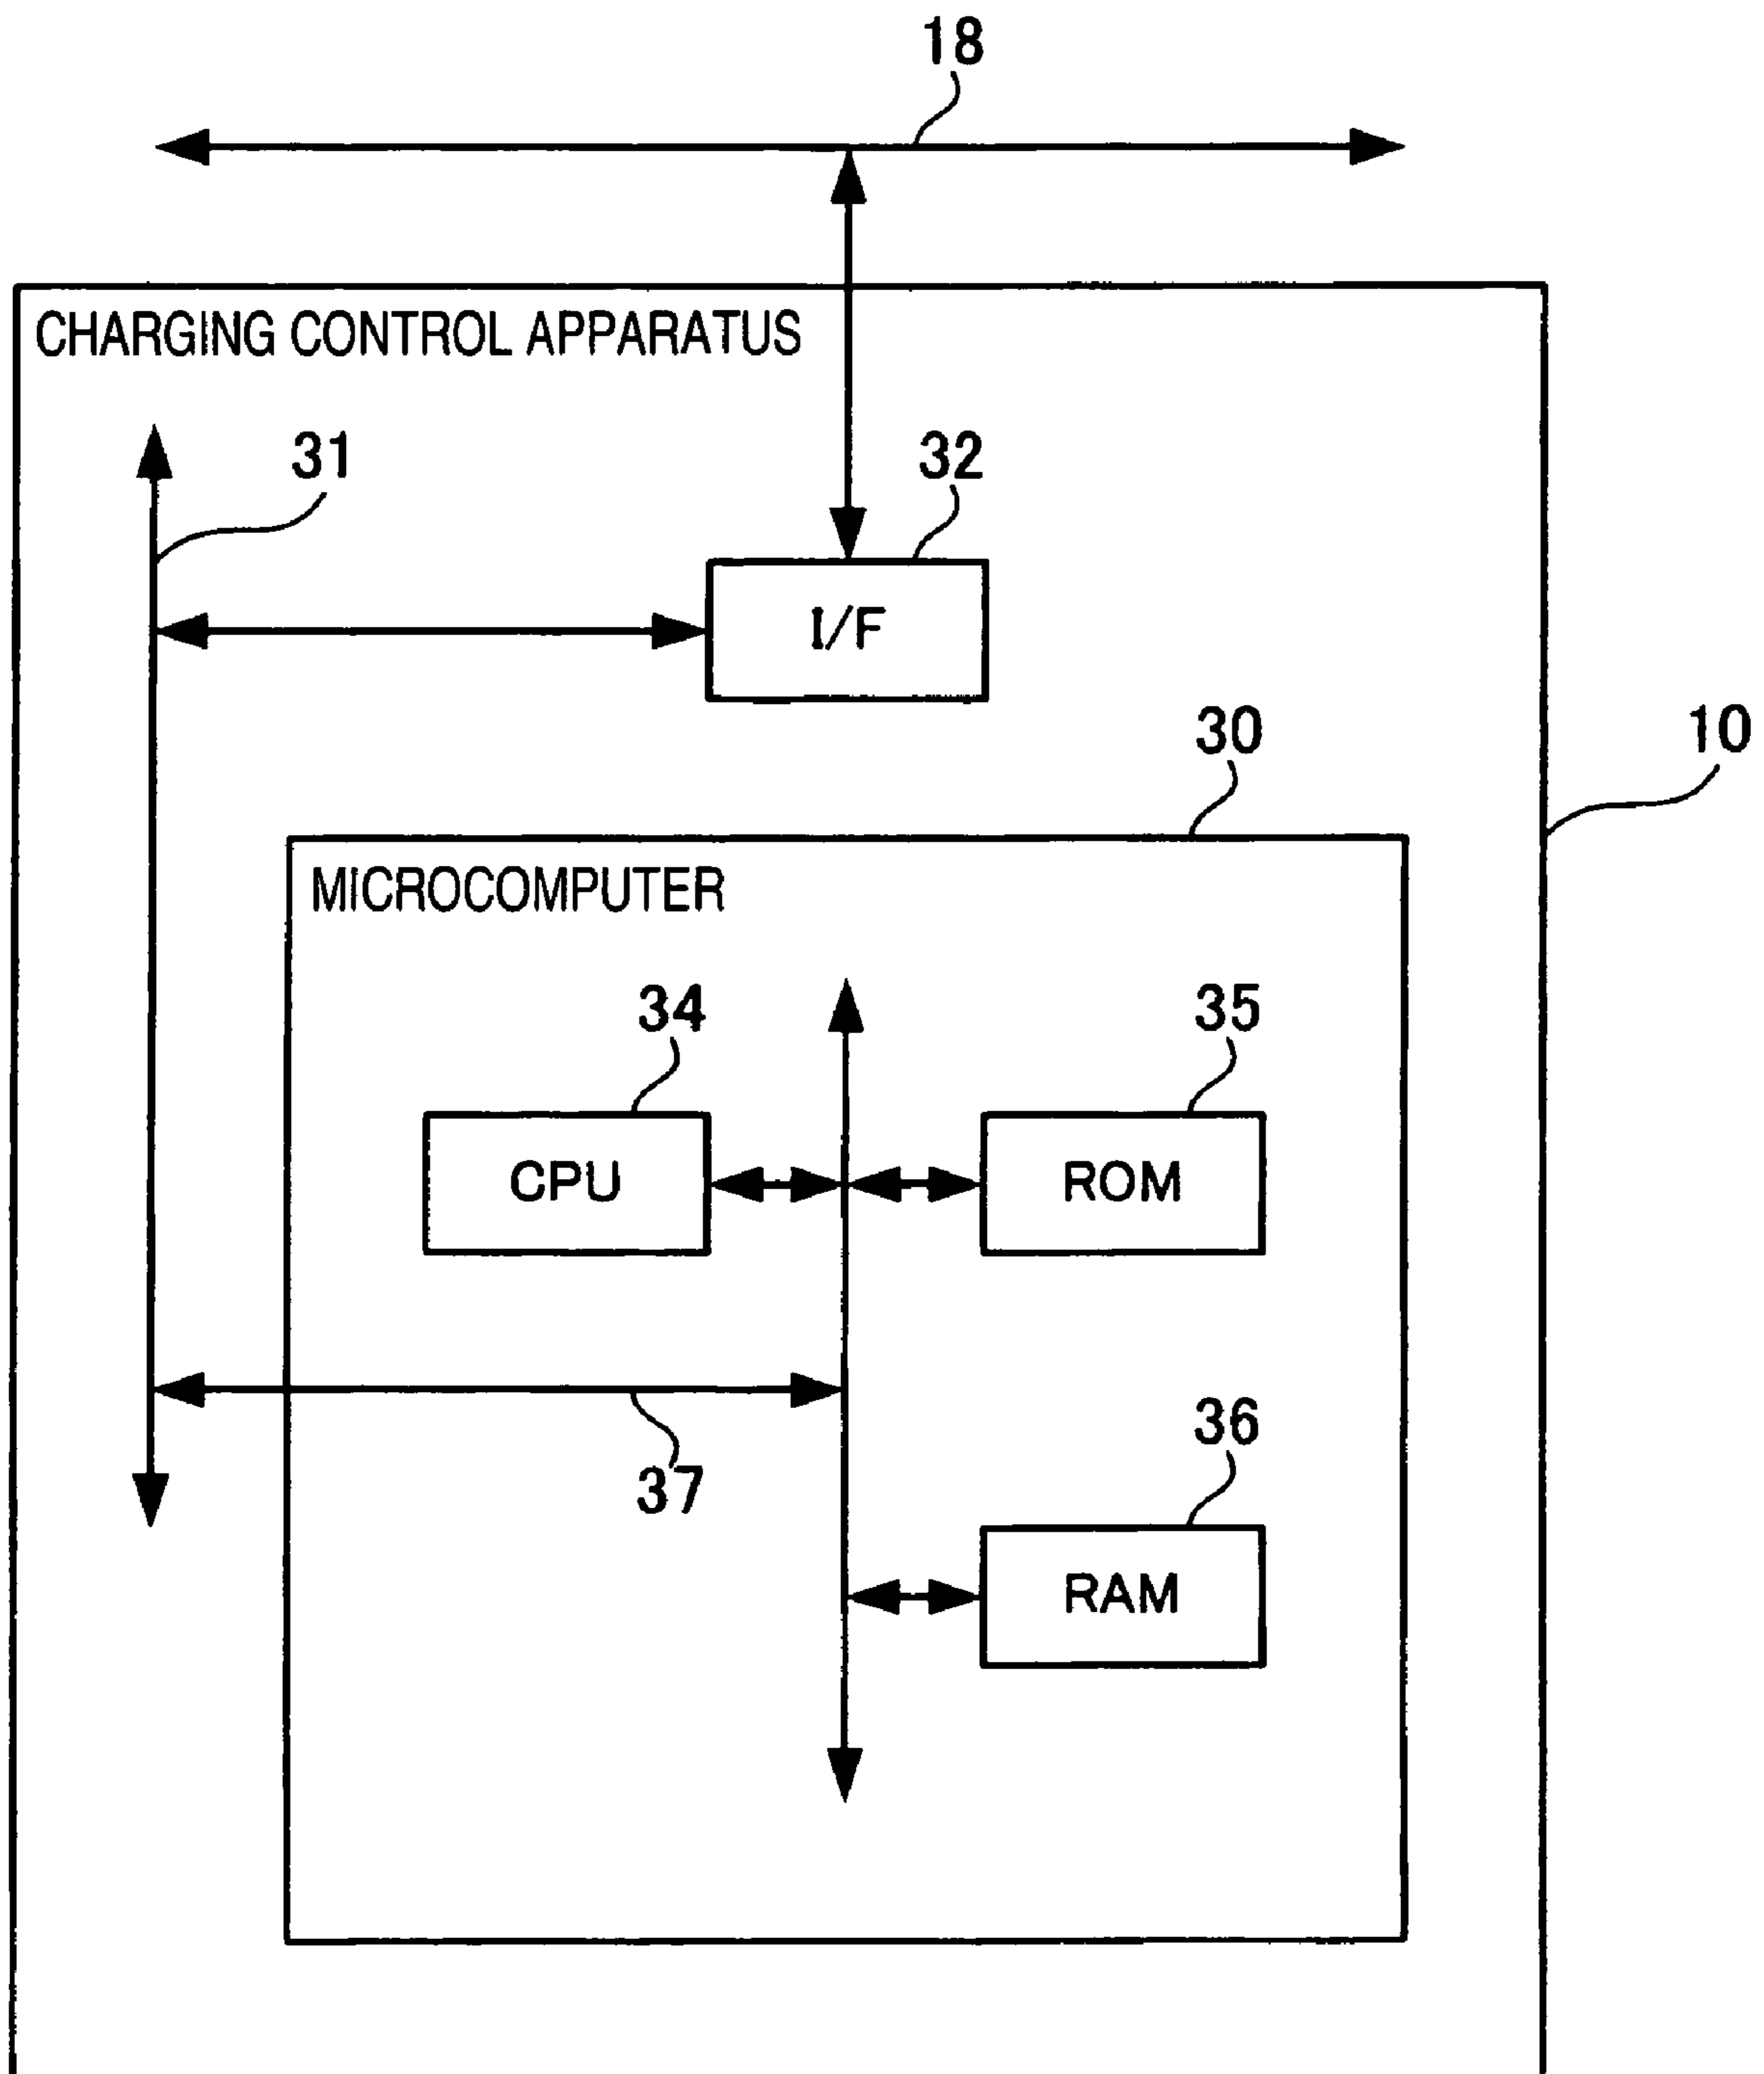 18
CHARGING CONTROL APPARATUS
31
32
I/F
30
10
MICROCOMPUTER
34
35
CPU
ROM
36
37
RAM